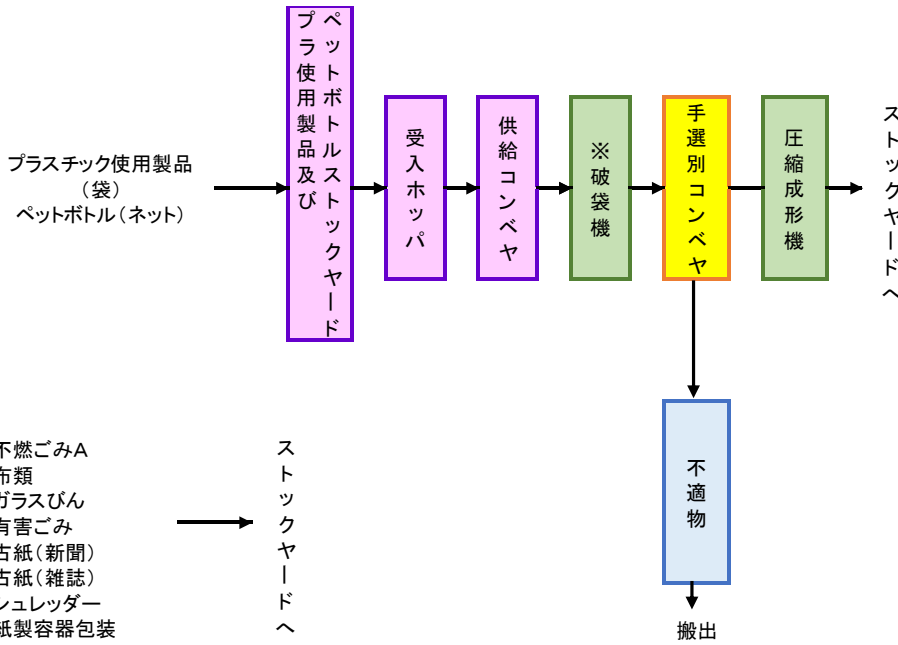 プラスチック使用製品
(袋)
ペットボトル(ネット)
プラ使用製品及び
ペットボトルストックヤード
受入ホッパ
供給コンベヤ
※破袋機
手選別コンベヤ
圧縮成形機
ストックヤードへ
不適物
搬出
不燃ごみA
布類
ガラスびん
有害ごみ
古紙(新聞)
古紙(雑誌)
シュレッダー
紙製容器包装
ストックヤードへ